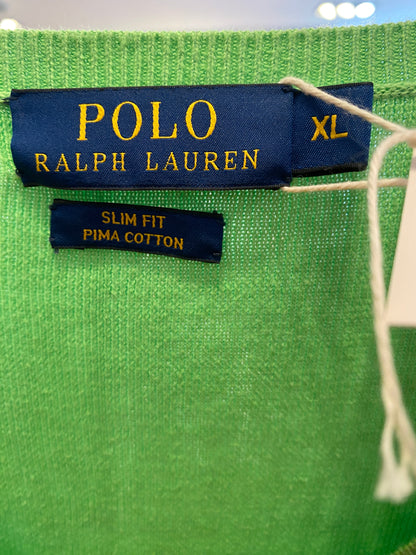 POLO
RALPH LAUREN
XL
SLIM FIT
PIMA COTTON